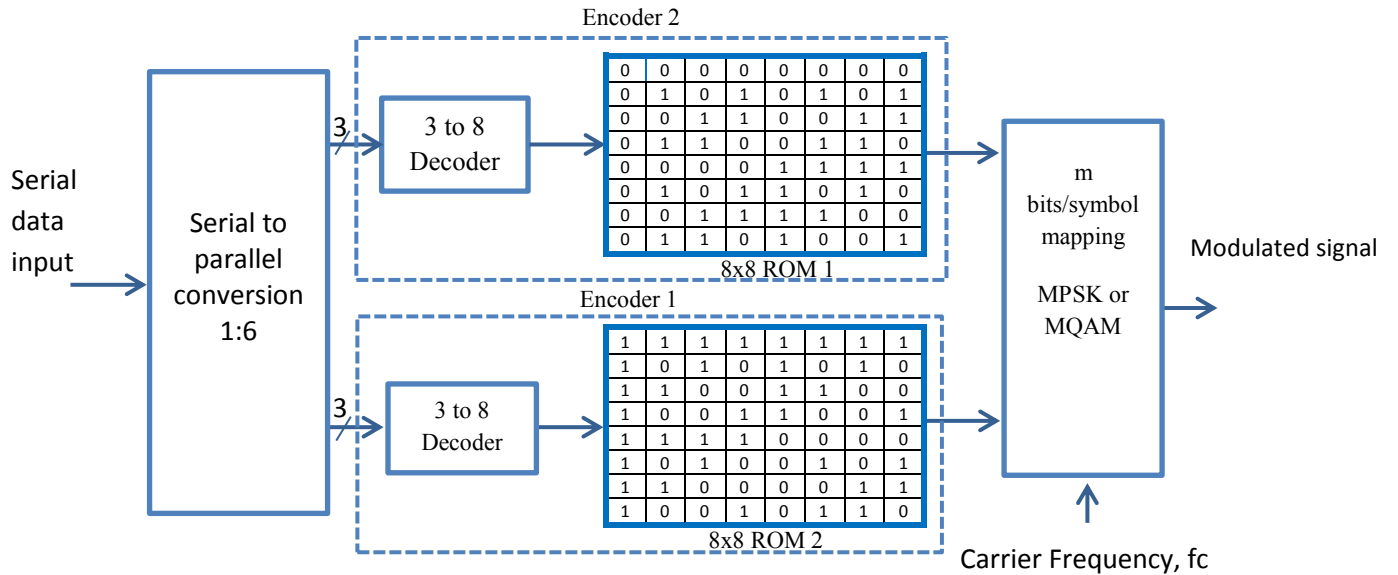 Encoder 2
Serial
data
input
Serial to
parallel
conversion
1:6
3
3 to 8
Decoder
0 0 0 0 0 0 0 0
0 1 0 1 0 1 0 1
0 0 1 1 0 0 1 1
0 1 1 0 0 1 1 0
0 0 0 0 1 1 1 1
0 1 0 1 1 0 1 0
0 0 1 1 1 1 0 0
0 1 1 0 1 0 0 1
8x8 ROM 1
Encoder 1
3
3 to 8
Decoder
1 1 1 1 1 1 1 1
1 0 1 0 1 0 1 0
1 1 0 0 1 1 0 0
1 0 0 1 1 0 0 1
1 1 1 1 0 0 0 0
1 0 1 0 0 1 0 1
1 1 0 0 0 0 1 1
1 0 0 1 0 1 1 0
8x8 ROM 2
m
bits/symbol
mapping
MPSK or
MQAM
Modulated signal
Carrier Frequency, fc